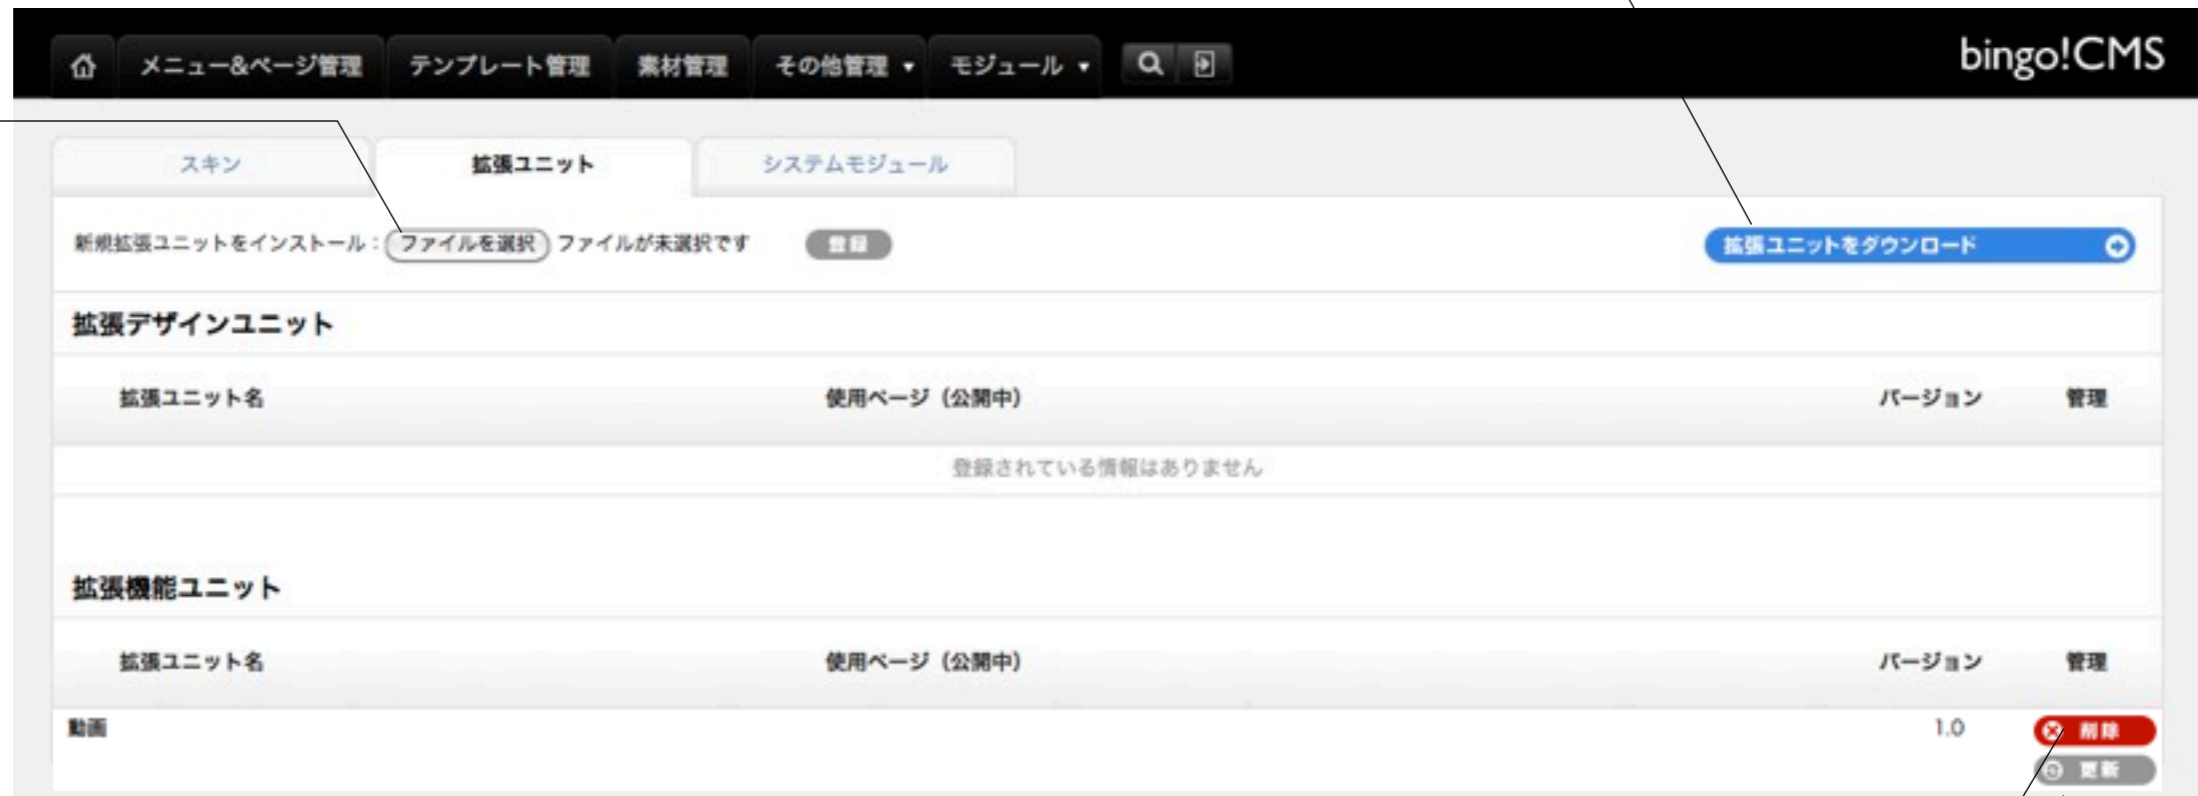 メニュー&ページ管理 テンプレート管理 素材管理 その他管理 ▼ モジュール ▼ bingo!CMS
スキン 拡張ユニット システムモジュール
新規拡張ユニットをインストール： ファイルを選択 ファイルが未選択です 登録 拡張ユニットをダウンロード
拡張デザインユニット
拡張ユニット名 使用ページ（公開中） バージョン 管理
登録されている情報はありません
拡張機能ユニット
拡張ユニット名 使用ページ（公開中） バージョン 管理
動画 1.0 削除
更新